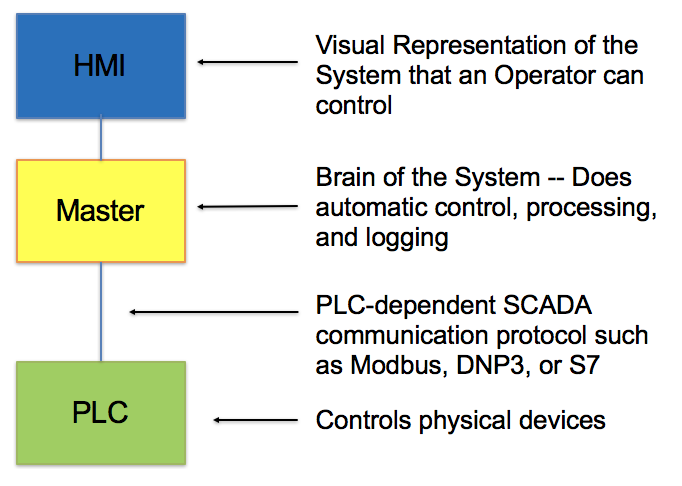 HMI
Visual Representation of the
System that an Operator can
control
Master
Brain of the System -- Does
automatic control, processing,
and logging
PLC-dependent SCADA
communication protocol such
as Modbus, DNP3, or S7
PLC
Controls physical devices